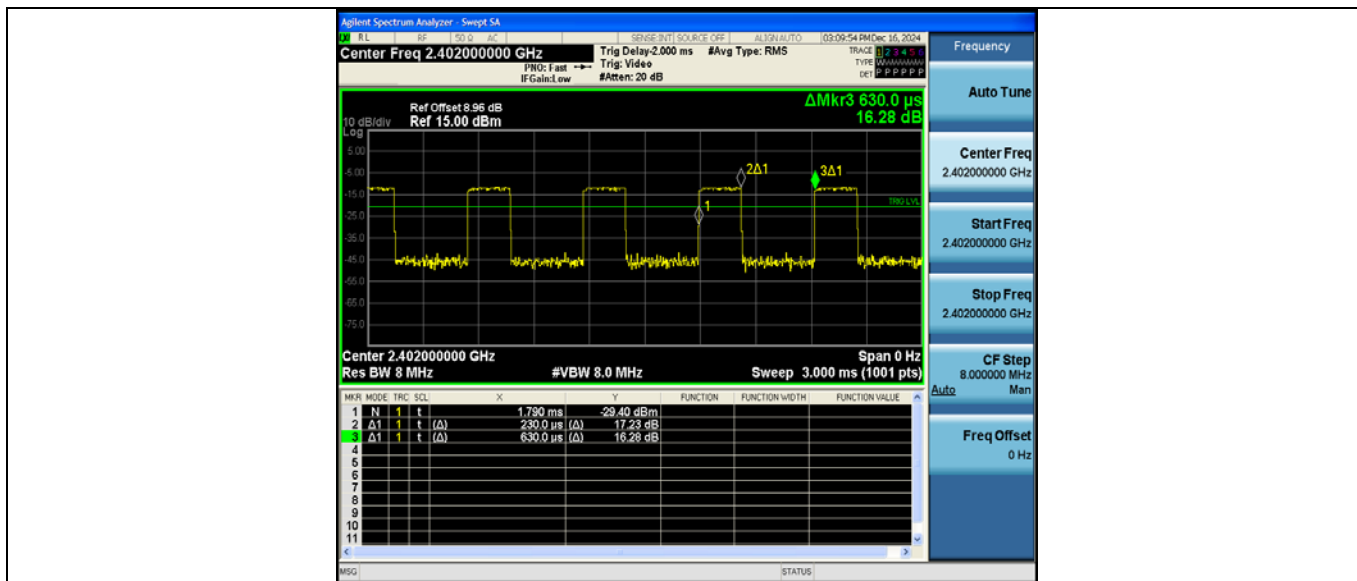 Agilent Spectrum Analyzer - Swept SA
RL RF 50 Ω AC SENSE:INT SOURCE OFF ALIGN AUTO 03:09:54 PM Dec 16, 2024
Center Freq 2.402000000 GHz
PNO: Fast
IFGain:Low
Trig Delay-2.000 ms
Trig: Video
#Atten: 20 dB
#Avg Type: RMS
TRACE 1 2 3 4 5 6
TYPE WWWWWW
DET P P P P P P
Frequency
Auto Tune
Center Freq
2.402000000 GHz
Start Freq
2.402000000 GHz
Stop Freq
2.402000000 GHz
CF Step
8.000000 MHz
Auto Man
Freq Offset
0 Hz
ΔMkr3 630.0 µs
16.28 dB
Ref Offset 8.96 dB
10 dB/div Ref 15.00 dBm
Log
5.00
-5.00
-15.0
-25.0
-35.0
-45.0
-55.0
-65.0
-75.0
1
2Δ1
3Δ1
TRIG LVL
Center 2.402000000 GHz Span 0 Hz
Res BW 8 MHz #VBW 8.0 MHz Sweep 3.000 ms (1001 pts)
MKR MODE TRC SCL X Y FUNCTION FUNCTION WIDTH FUNCTION VALUE
1 N 1 t 1.790 ms -29.40 dBm
2 Δ1 1 t (Δ) 230.0 µs (Δ) 17.23 dB
3 Δ1 1 t (Δ) 630.0 µs (Δ) 16.28 dB
4
5
6
7
8
9
10
11
MSG STATUS